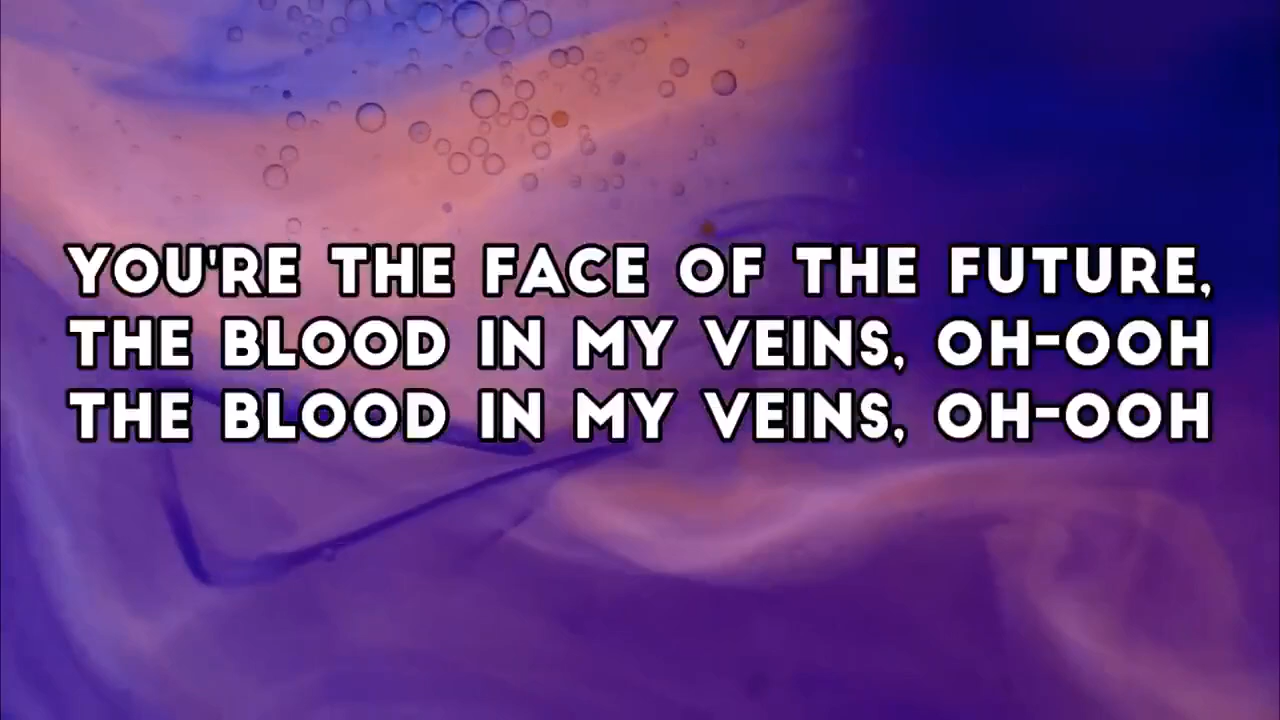 YOU'RE THE FACE OF THE FUTURE,
THE BLOOD IN MY VEINS, OH-OOH
THE BLOOD IN MY VEINS, OH-OOH